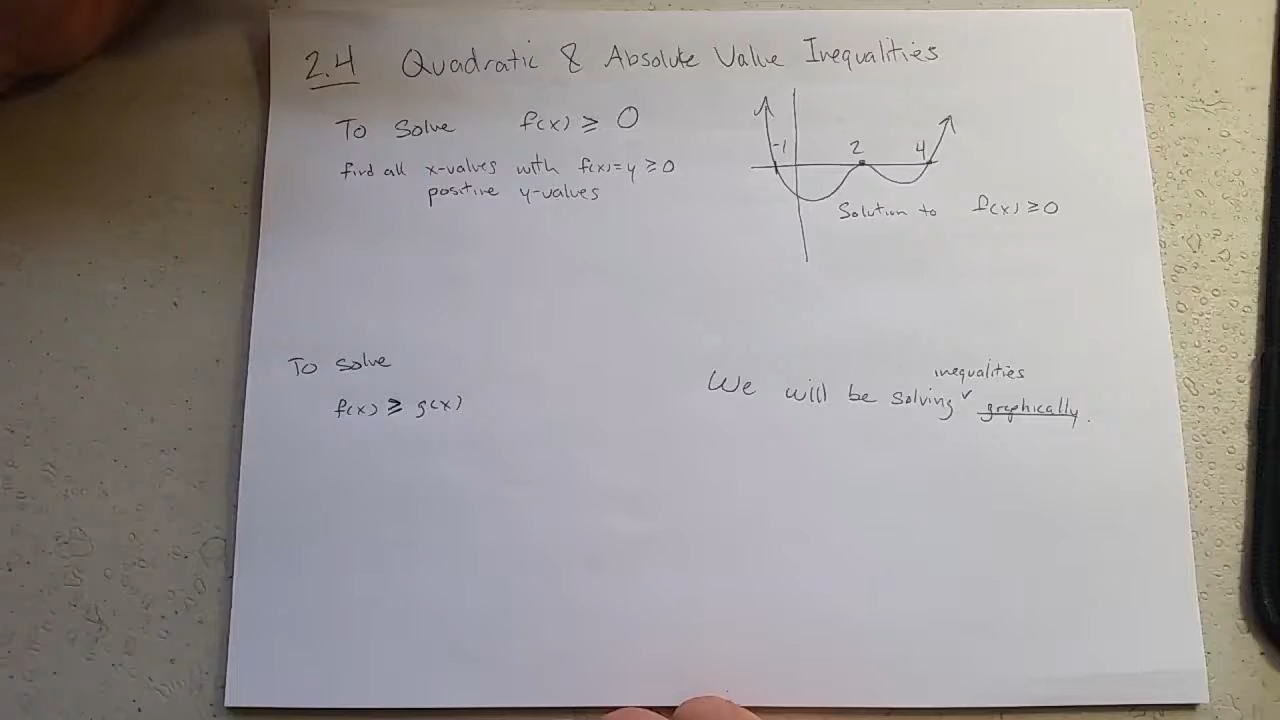 2.4 Quadratic & Absolute Value Inequalities
To solve f(x) ≥ 0
find all x-values with f(x)=y ≥ 0
positive y-values
-1 2 4
Solution to f(x) ≥ 0
To solve
f(x) ≥ g(x)
inequalities
We will be solving ˅ graphically.